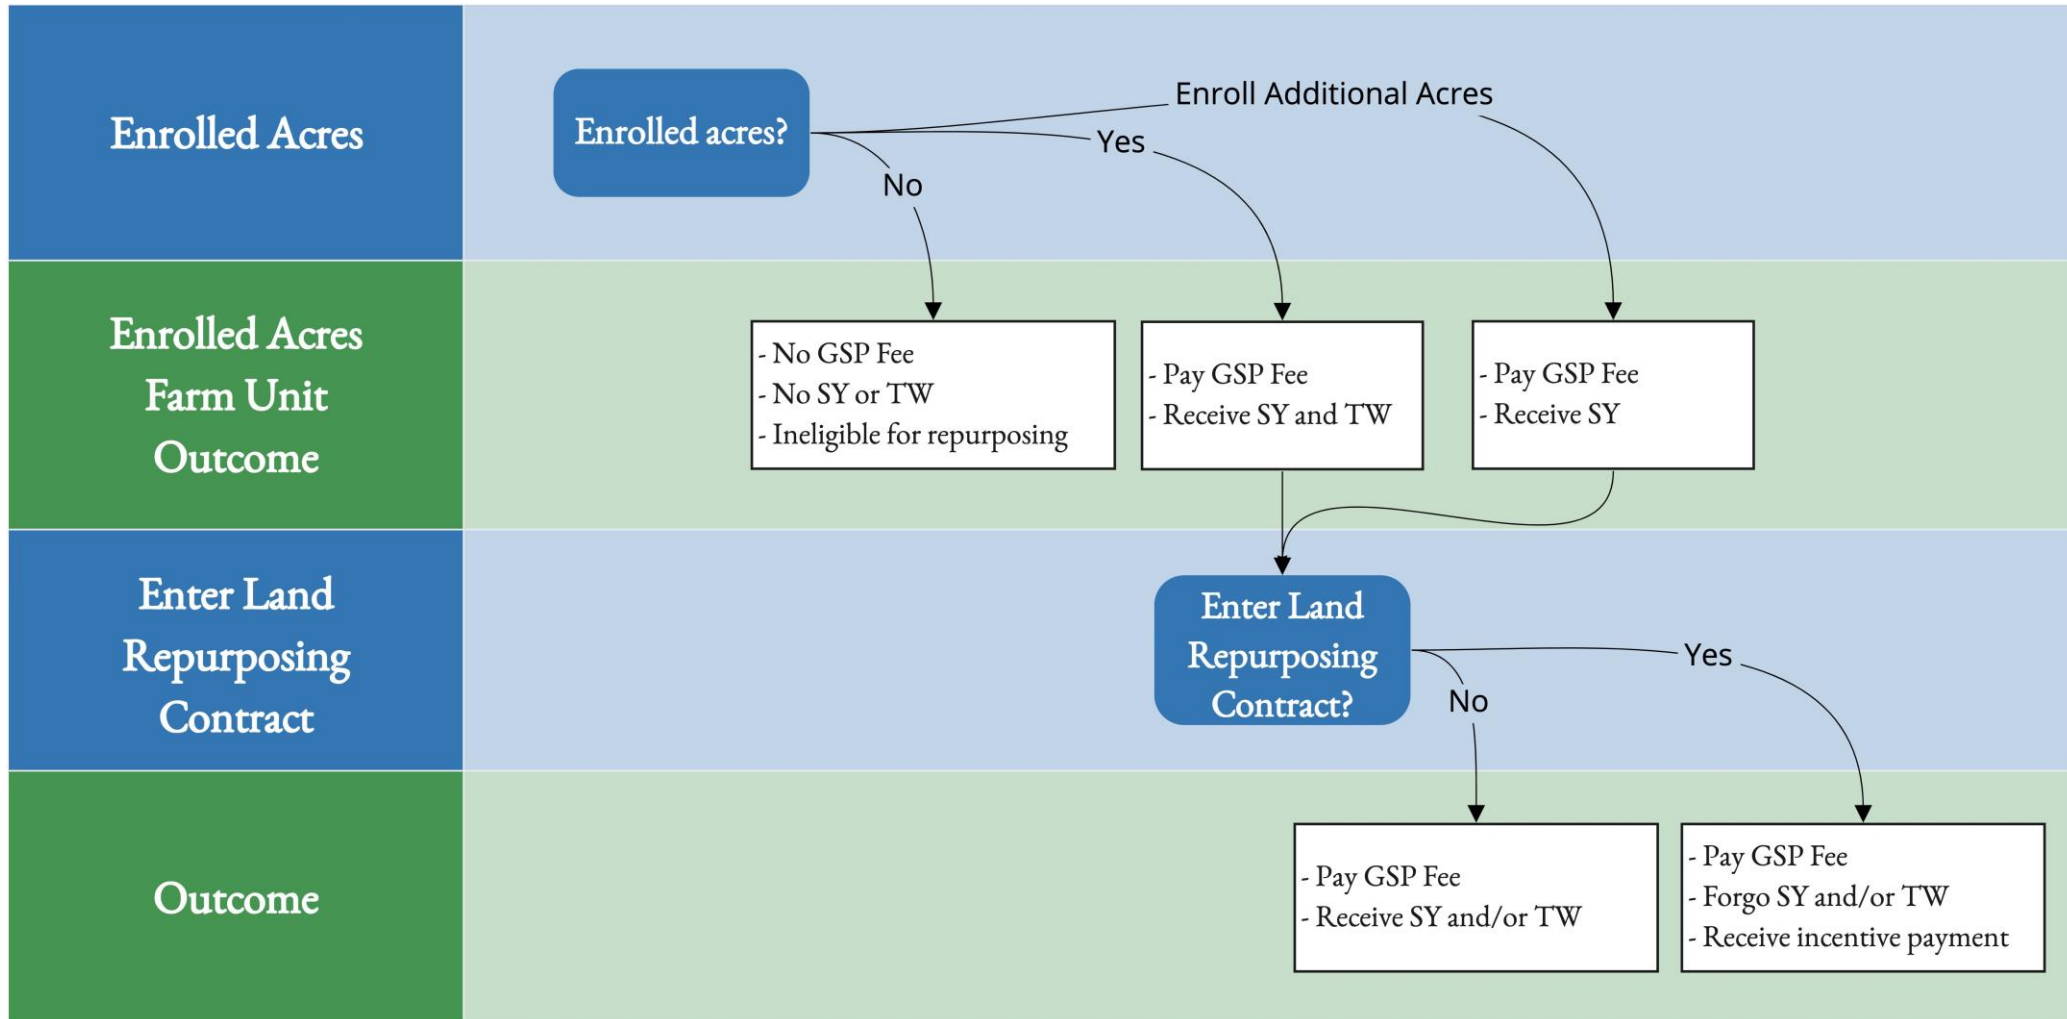 Enrolled Acres
Enrolled acres?
Enroll Additional Acres
Yes
No
Enrolled Acres
Farm Unit
Outcome
- No GSP Fee
- No SY or TW
- Ineligible for repurposing
- Pay GSP Fee
- Receive SY and TW
- Pay GSP Fee
- Receive SY
Enter Land
Repurposing
Contract
Enter Land
Repurposing
Contract?
No
Yes
Outcome
- Pay GSP Fee
- Receive SY and/or TW
- Pay GSP Fee
- Forgo SY and/or TW
- Receive incentive payment